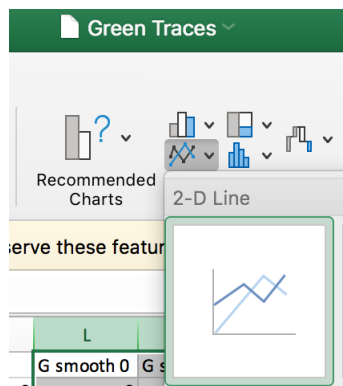 Green Traces
Recommended
Charts
2-D Line
serve these featur
L
G smooth 0
G s